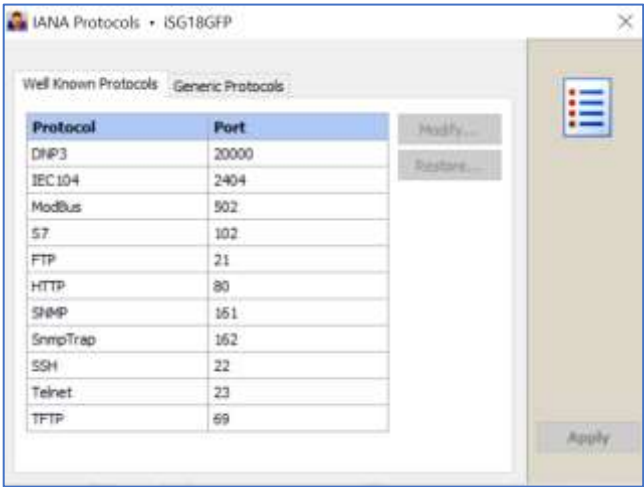 IANA Protocols • iSG18GFP
Well Known Protocols Generic Protocols
Protocol Port Modify...
DNP3 20000
Restore...
IEC104 2404
ModBus 502
S7 102
FTP 21
HTTP 80
SNMP 161
SnmpTrap 162
SSH 22
Telnet 23
TFTP 69
Apply